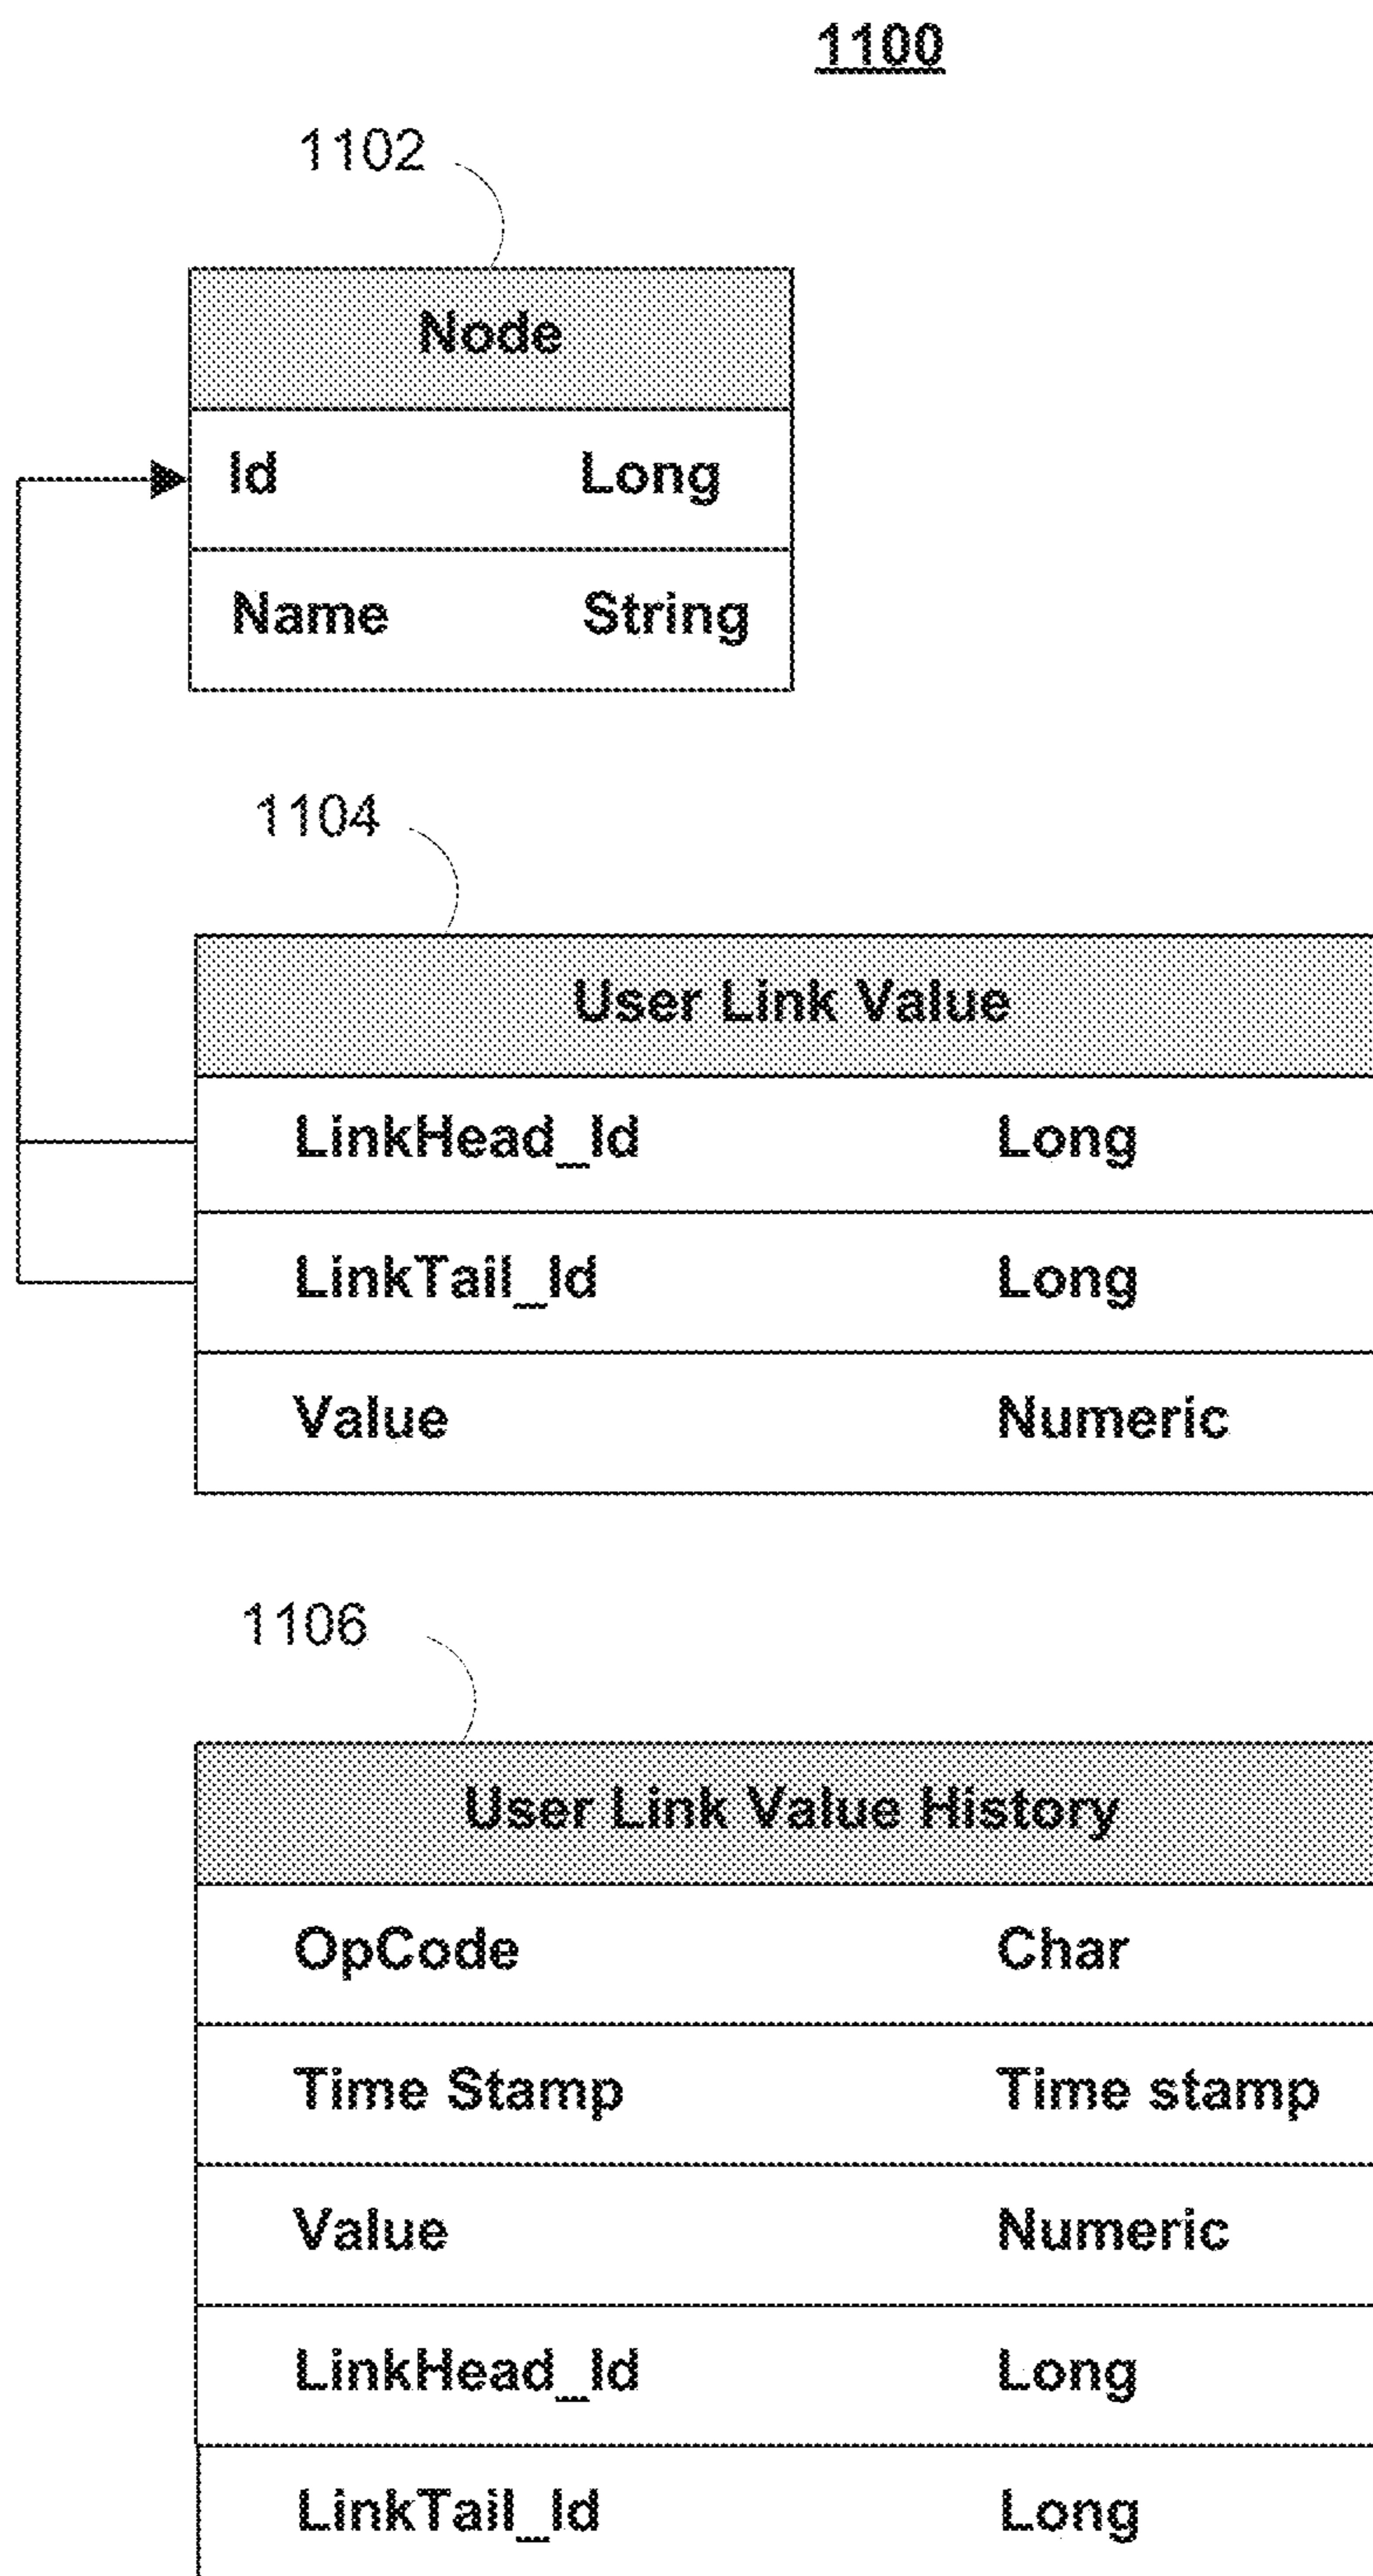 1100
1102
Node
Id Long
Name String
1104
User Link Value
LinkHead_Id Long
LinkTail_Id Long
Value Numeric
1106
User Link Value History
OpCode Char
Time Stamp Time stamp
Value Numeric
LinkHead_Id Long
LinkTail_Id Long